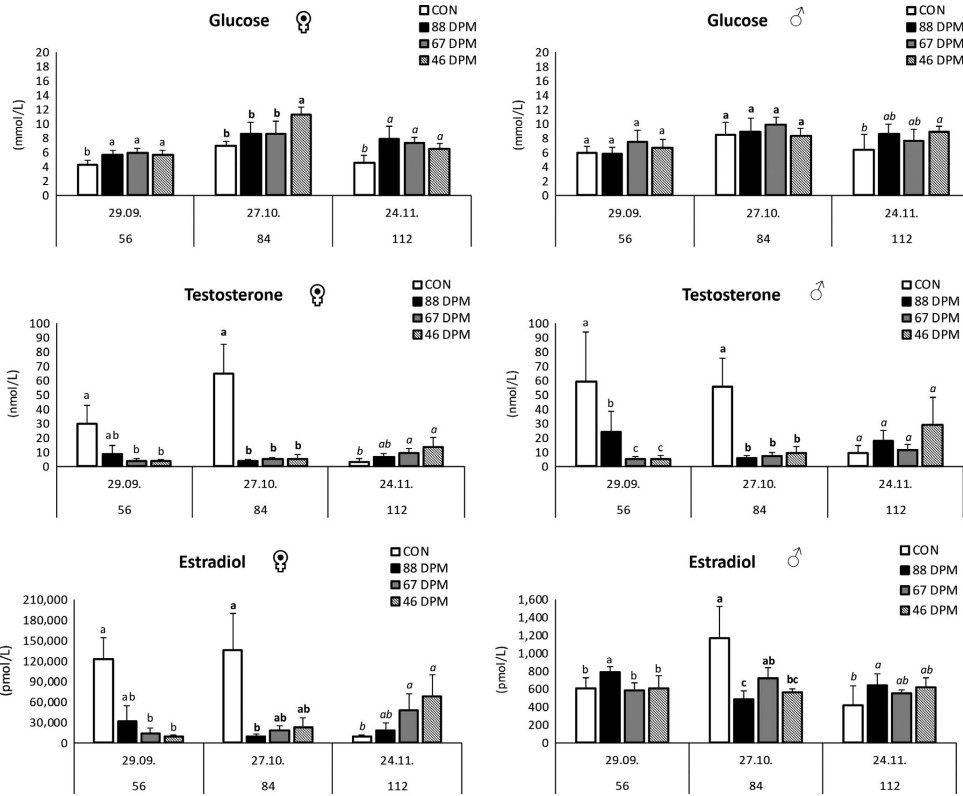 Glucose ♀
CON
88 DPM
67 DPM
46 DPM
(mmol/L)
20
18
16
14
12
10
8
6
4
2
0
b a a a
b b b a
b a a a
29.09. 27.10. 24.11.
56 84 112
Glucose ♂
CON
88 DPM
67 DPM
46 DPM
(mmol/L)
20
18
16
14
12
10
8
6
4
2
0
a a a a
a a a a
b ab ab a
29.09. 27.10. 24.11.
56 84 112
Testosterone ♀
CON
88 DPM
67 DPM
46 DPM
(nmol/L)
100
90
80
70
60
50
40
30
20
10
0
a ab b b
a b b b
b ab a a
29.09. 27.10. 24.11.
56 84 112
Testosterone ♂
CON
88 DPM
67 DPM
46 DPM
(nmol/L)
100
90
80
70
60
50
40
30
20
10
0
a b c c
a b b b
a a a a
29.09. 27.10. 24.11.
56 84 112
Estradiol ♀
CON
88 DPM
67 DPM
46 DPM
(pmol/L)
210,000
180,000
150,000
120,000
90,000
60,000
30,000
0
a ab b b
a b ab ab
b ab a a
29.09. 27.10. 24.11.
56 84 112
Estradiol ♂
CON
88 DPM
67 DPM
46 DPM
(pmol/L)
1,600
1,400
1,200
1,000
800
600
400
200
0
b a b b
a c ab bc
b a ab ab
29.09. 27.10. 24.11.
56 84 112